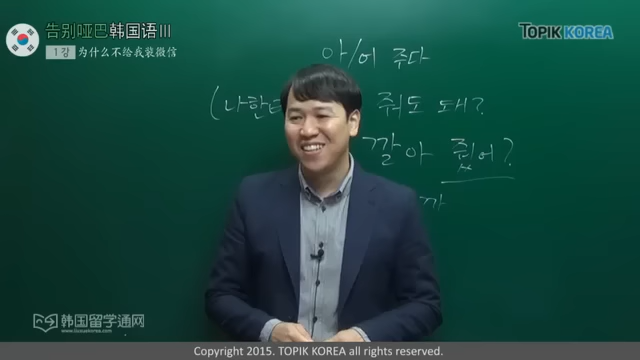 告别哑巴韩国语Ⅲ
TOPIK KOREA
1강 为什么不给我装微信
아/어 주다
(나한테 줘도 돼?
깔아 줬어?
까
韩国留学通网
Copyright 2015. TOPIK KOREA all rights reserved.